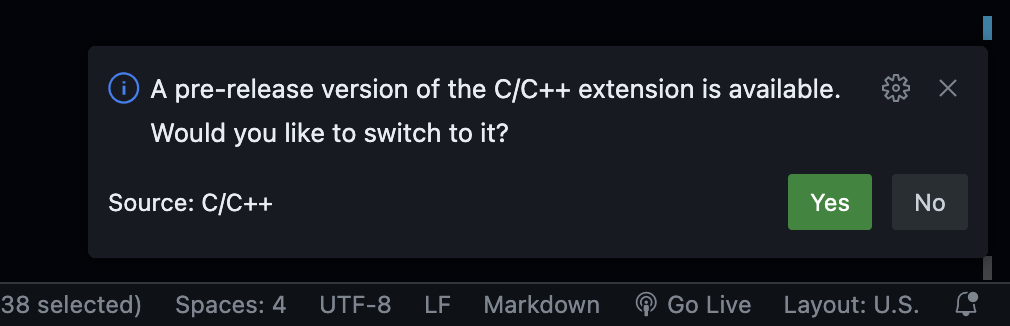 A pre-release version of the C/C++ extension is available.
Would you like to switch to it?
Source: C/C++
Yes
No
38 selected)
Spaces: 4
UTF-8
LF
Markdown
Go Live
Layout: U.S.